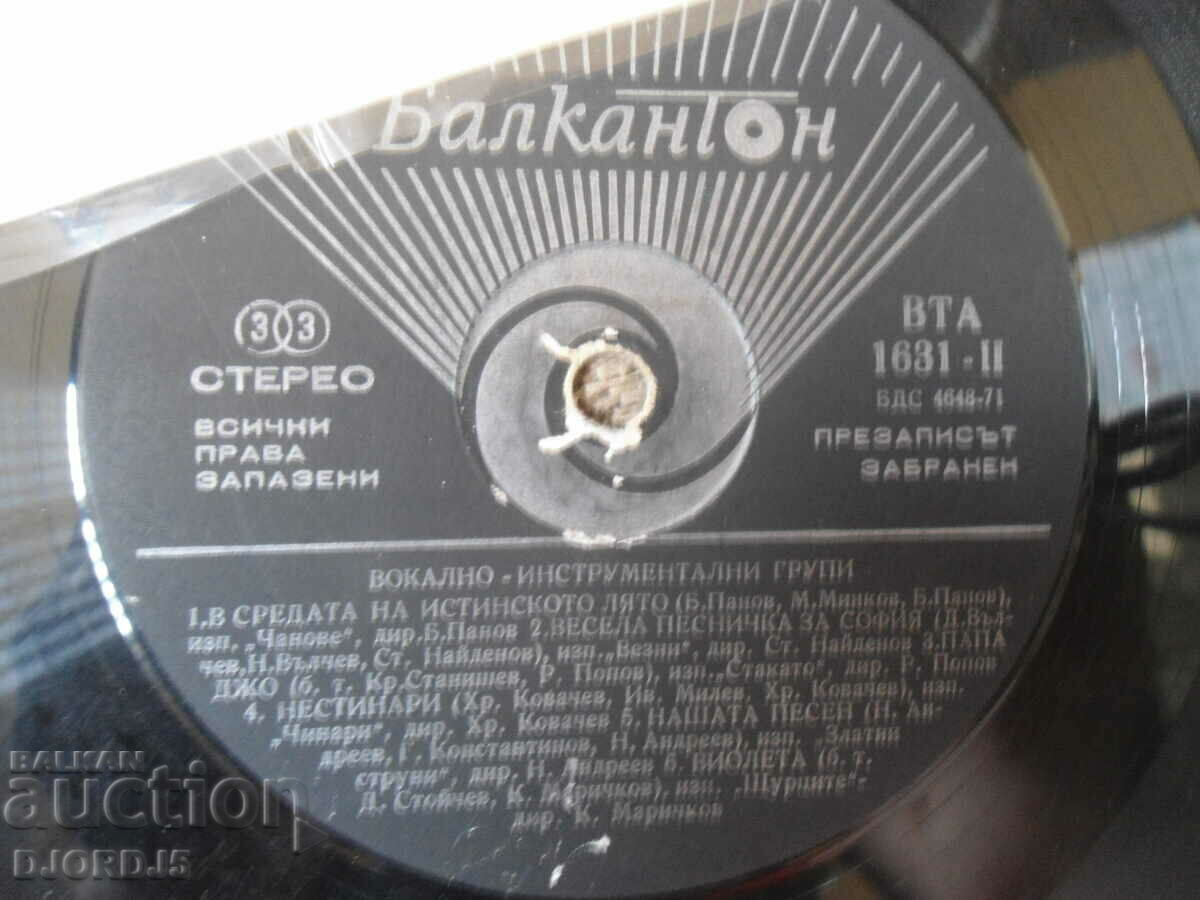 Балкантон
33
СТЕРЕО
ВСИЧКИ
ПРАВА
ЗАПАЗЕНИ
ВТА
1631 - II
БДС 4648-71
ПРЕЗАПИСЪТ
ЗАБРАНЕН
ВОКАЛНО - ИНСТРУМЕНТАЛНИ ГРУПИ
1. В СРЕДАТА НА ИСТИНСКОТО ЛЯТО (Б. Панов, М. Минков, Б. Панов),
изп. „Чанове“, дир. Б. Панов 2. ВЕСЕЛА ПЕСНИЧКА ЗА СОФИЯ (Д. Въл-
чев, Н. Вълчев, Ст. Найденов), изп. „Везни“, дир. Ст. Найденов 3. ПАПА
ДЖО (б. т. Кр. Станишев, Р. Попов), изп. „Стакато“, дир. Р. Попов
4. НЕСТИНАРИ (Хр. Ковачев, Ив. Милев, Хр. Ковачев), изп.
„Чинари“, дир. Хр. Ковачев 5. НАШАТА ПЕСЕН (Н. Ан-
дреев, Г. Константинов, Н. Андреев), изп. „Златни
струни“, дир. Н. Андреев 6. ВИОЛЕТА (б. т.
Д. Стойчев, К. Маричков), изп. „Щурците“-
дир. К. Маричков
BALKAN
auction
DJORD_J5